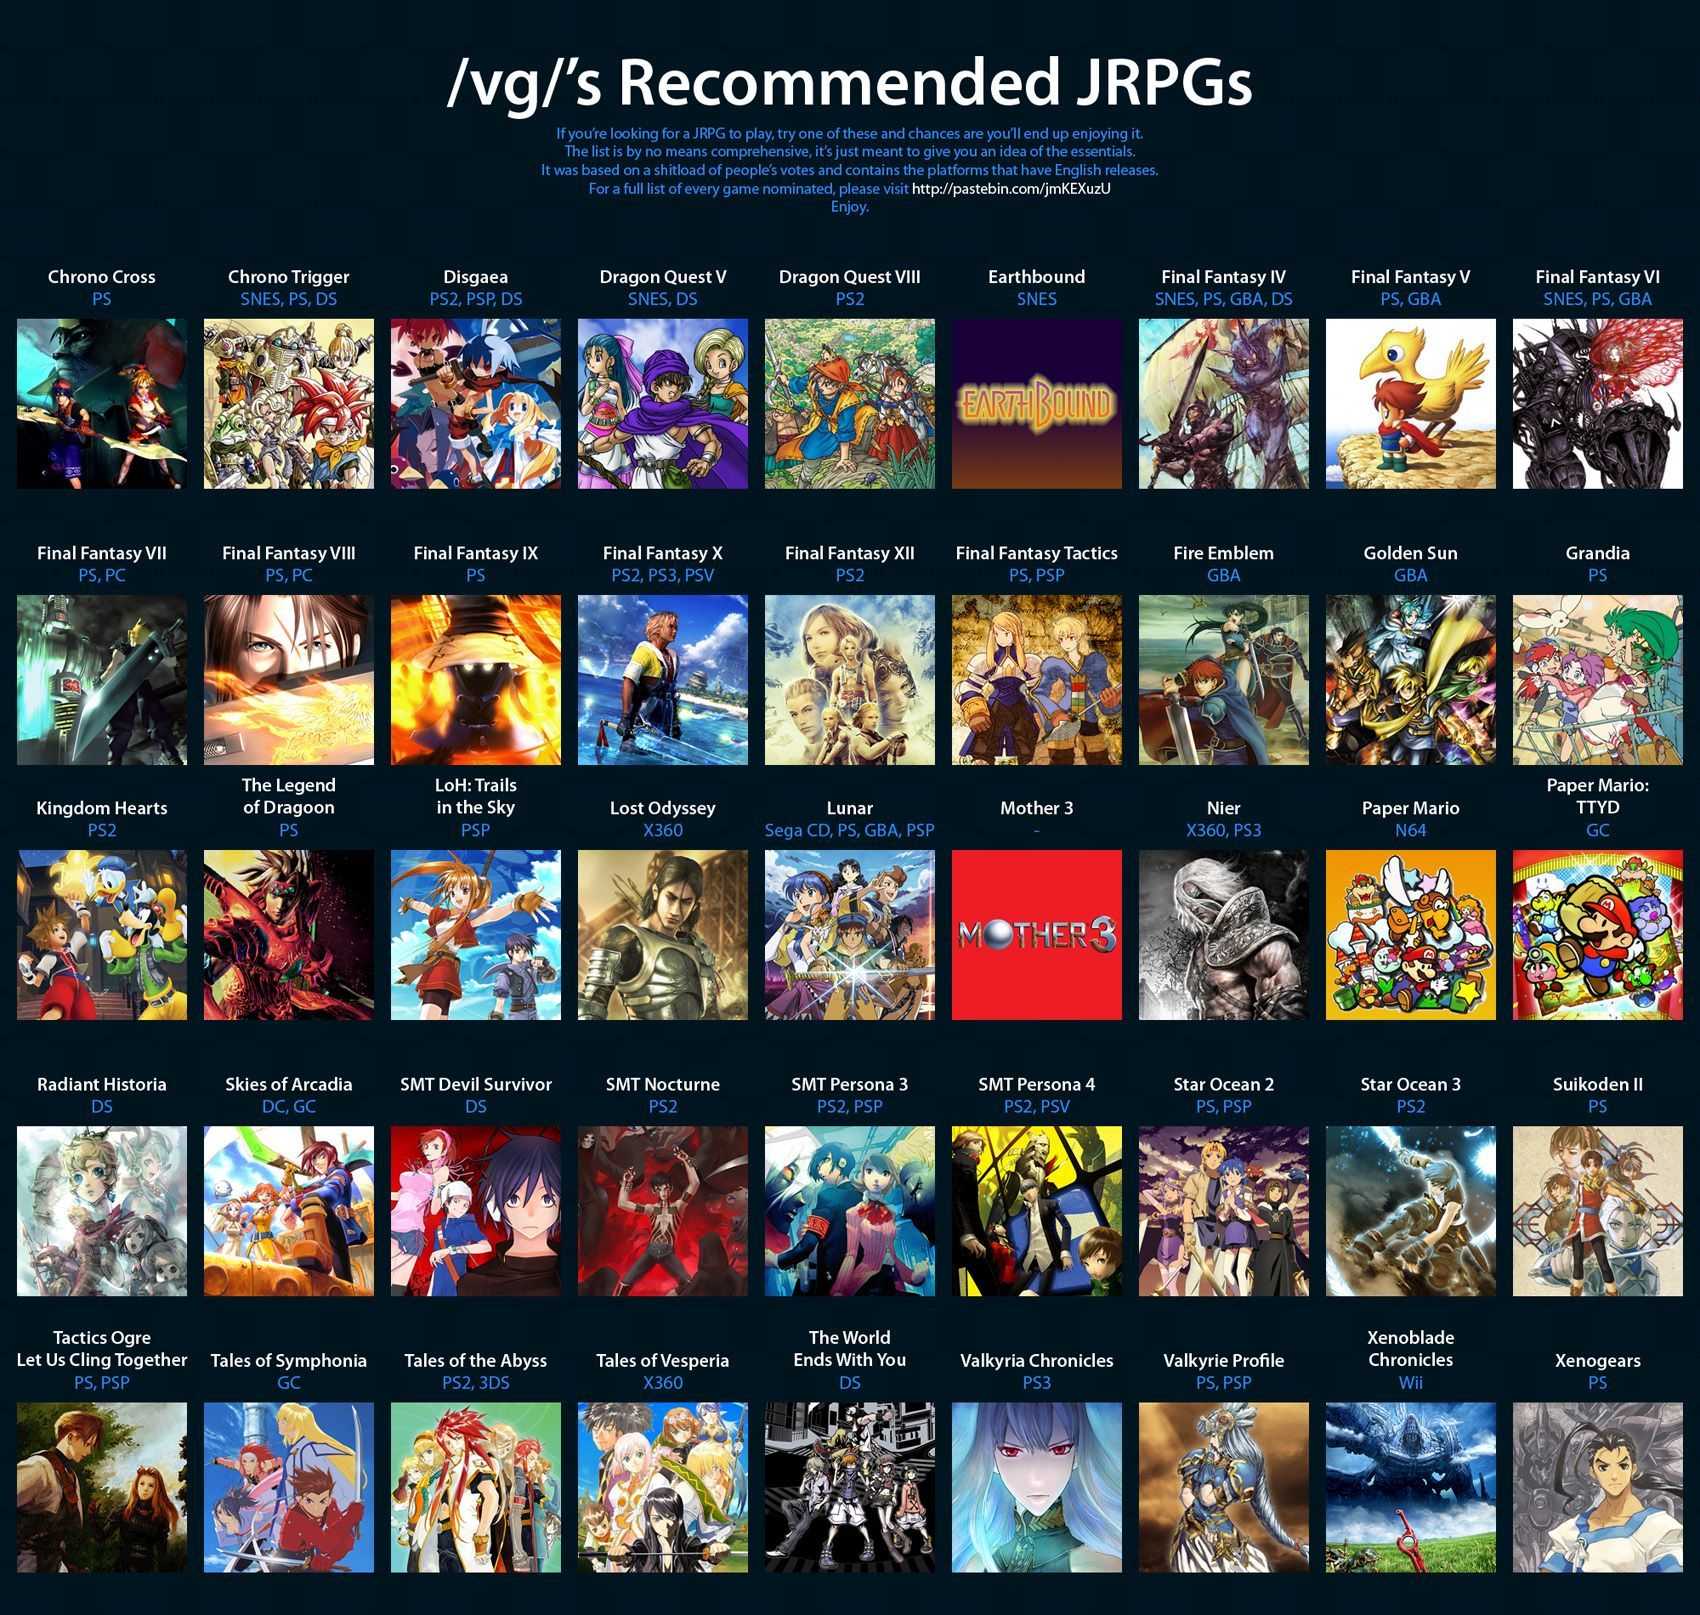 /vg/'s Recommended JRPGs
If you're looking for a JRPG to play, try one of these and chances are you'll end up enjoying it.
The list is by no means comprehensive, it's just meant to give you an idea of the essentials.
It was based on a shitload of people's votes and contains the platforms that have English releases.
For a full list of every game nominated, please visit http://pastebin.com/jmKEXuzU
Enjoy.
Chrono Cross
PS
Chrono Trigger
SNES, PS, DS
Disgaea
PS2, PSP, DS
Dragon Quest V
SNES, DS
Dragon Quest VIII
PS2
Earthbound
SNES
EARTHBOUND
Final Fantasy IV
SNES, PS, GBA, DS
Final Fantasy V
PS, GBA
Final Fantasy VI
SNES, PS, GBA
Final Fantasy VII
PS, PC
Final Fantasy VIII
PS, PC
Final Fantasy IX
PS
Final Fantasy X
PS2, PS3, PSV
Final Fantasy XII
PS2
Final Fantasy Tactics
PS, PSP
Fire Emblem
GBA
Golden Sun
GBA
Grandia
PS
Kingdom Hearts
PS2
The Legend
of Dragoon
PS
LoH: Trails
in the Sky
PSP
Lost Odyssey
X360
Lunar
Sega CD, PS, GBA, PSP
Mother 3
-
MOTHER3
Nier
X360, PS3
Paper Mario
N64
Paper Mario:
TTYD
GC
Radiant Historia
DS
Skies of Arcadia
DC, GC
SMT Devil Survivor
DS
SMT Nocturne
PS2
SMT Persona 3
PS2, PSP
SMT Persona 4
PS2, PSV
Star Ocean 2
PS, PSP
Star Ocean 3
PS2
Suikoden II
PS
Tactics Ogre
Let Us Cling Together
PS, PSP
Tales of Symphonia
GC
Tales of the Abyss
PS2, 3DS
Tales of Vesperia
X360
The World
Ends With You
DS
Valkyria Chronicles
PS3
Valkyrie Profile
PS, PSP
Xenoblade
Chronicles
Wii
Xenogears
PS